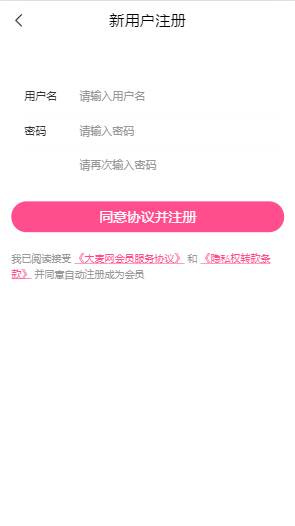 新用户注册
用户名 请输入用户名
密码 请输入密码
请再次输入密码
同意协议并注册
我已阅读接受 《大麦网会员服务协议》 和 《隐私权转款条
款》 并同意自动注册成为会员